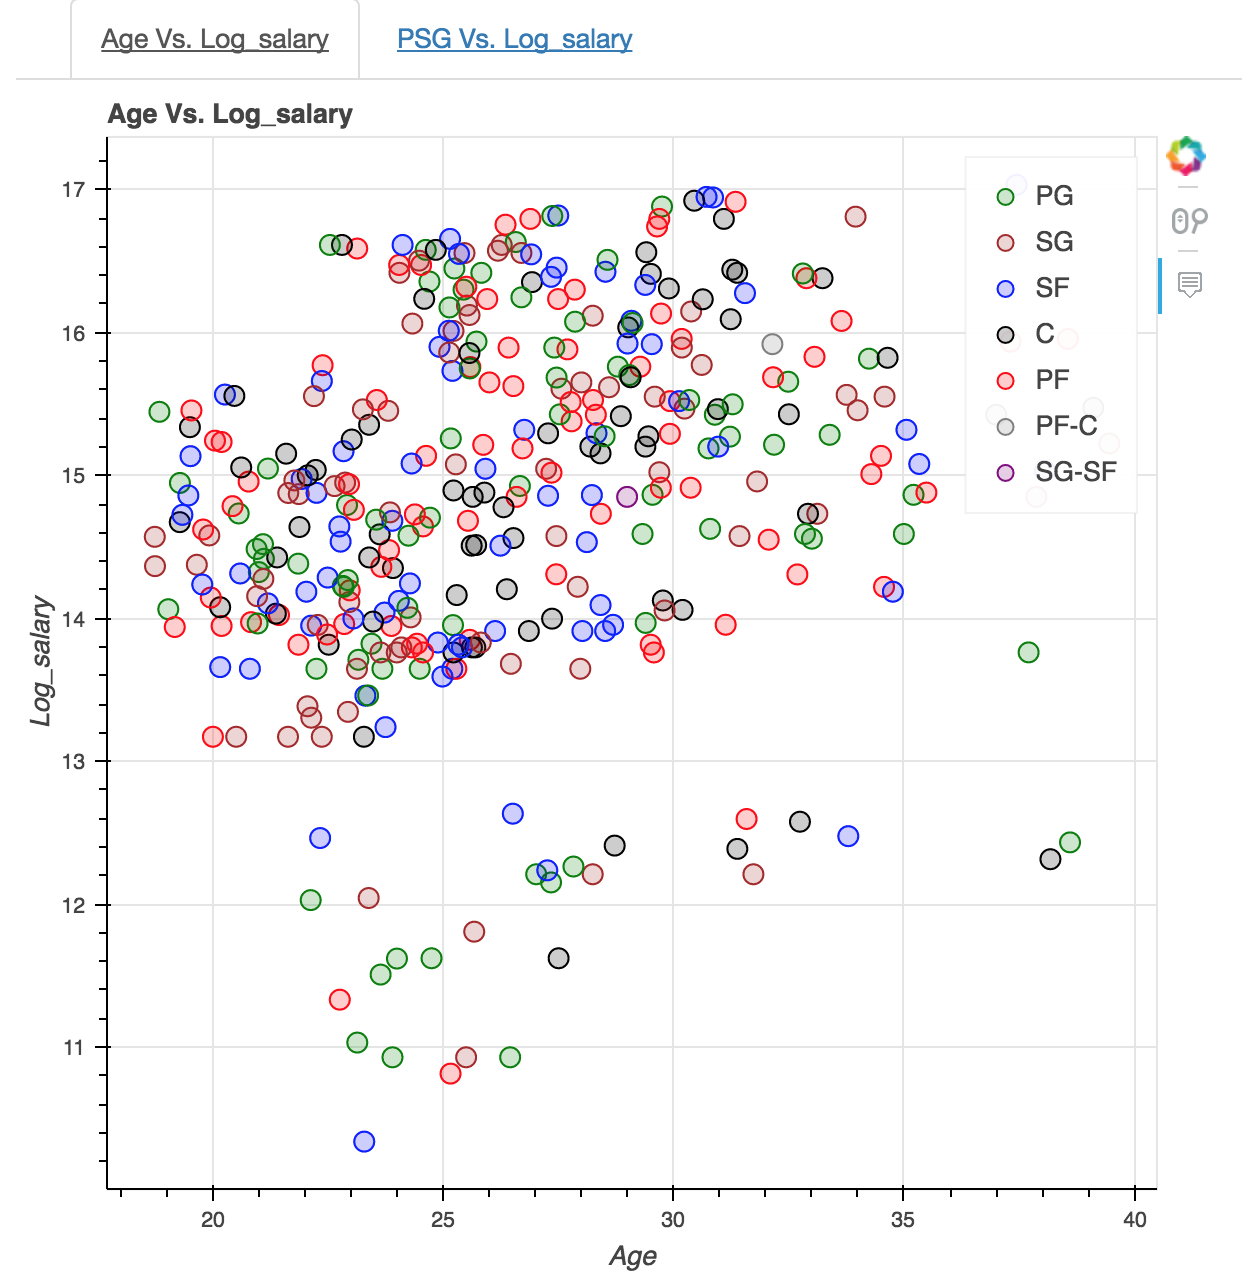 Age Vs. Log_salary PSG Vs. Log_salary
Age Vs. Log_salary
PG
SG
SF
C
PF
PF-C
SG-SF
17
16
15
14
13
12
11
Log_salary
20 25 30 35 40
Age